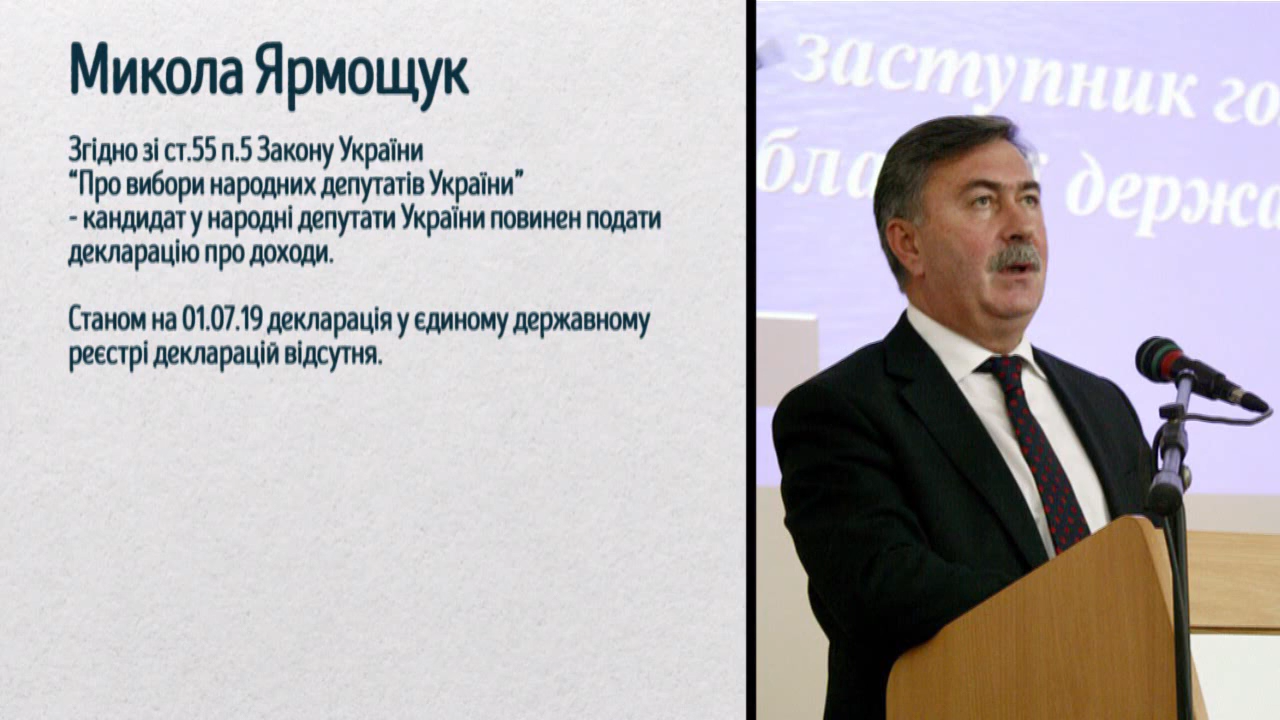 Микола Ярмощук
Згідно зі ст.55 п.5 Закону України
“Про вибори народних депутатів України”
- кандидат у народні депутати України повинен подати
декларацію про доходи.
Станом на 01.07.19 декларація у єдиному державному
реєстрі декларацій відсутня.
заступник го
держа